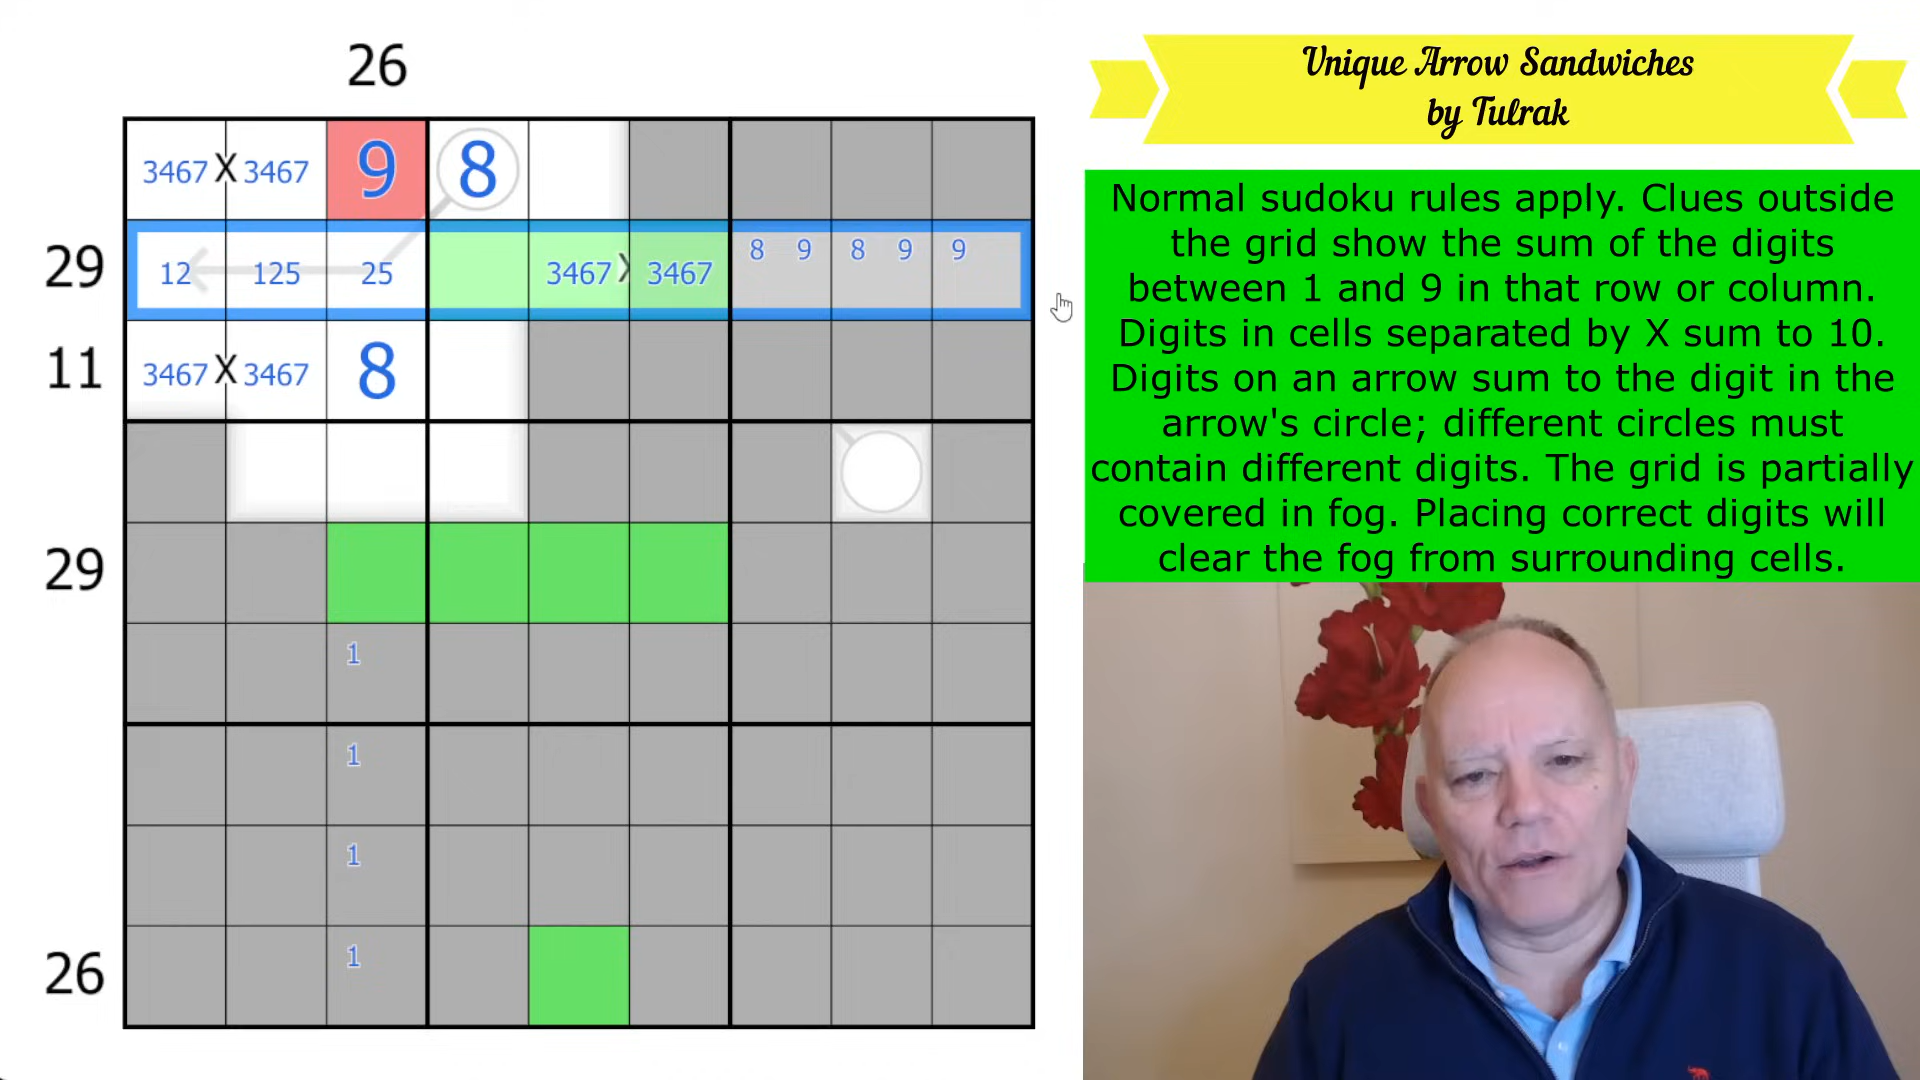 Unique Arrow Sandwiches
by Tulrak
Normal sudoku rules apply. Clues outside
the grid show the sum of the digits
between 1 and 9 in that row or column.
Digits in cells separated by X sum to 10.
Digits on an arrow sum to the digit in the
arrow's circle; different circles must
contain different digits. The grid is partially
covered in fog. Placing correct digits will
clear the fog from surrounding cells.
26
3467 X 3467 9 8
29 12 125 25 3467 X 3467 8 9 8 9 9
11 3467 X 3467 8
29
1
1
1
26 1